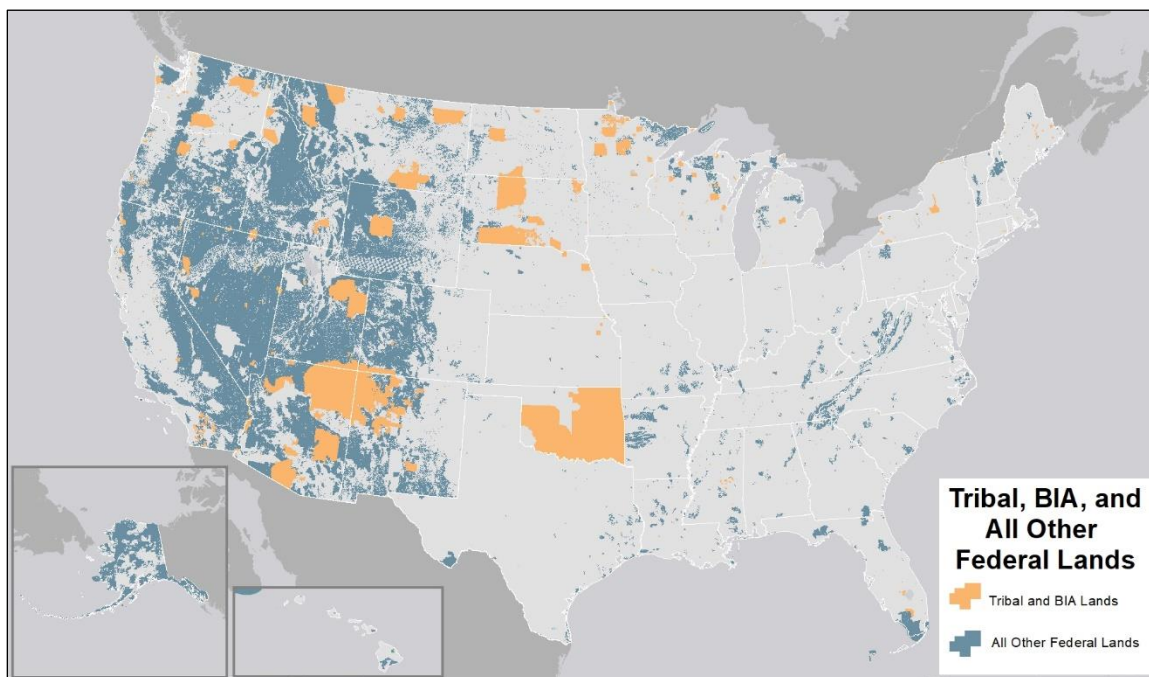 Tribal, BIA, and
All Other
Federal Lands
Tribal and BIA Lands
All Other Federal Lands